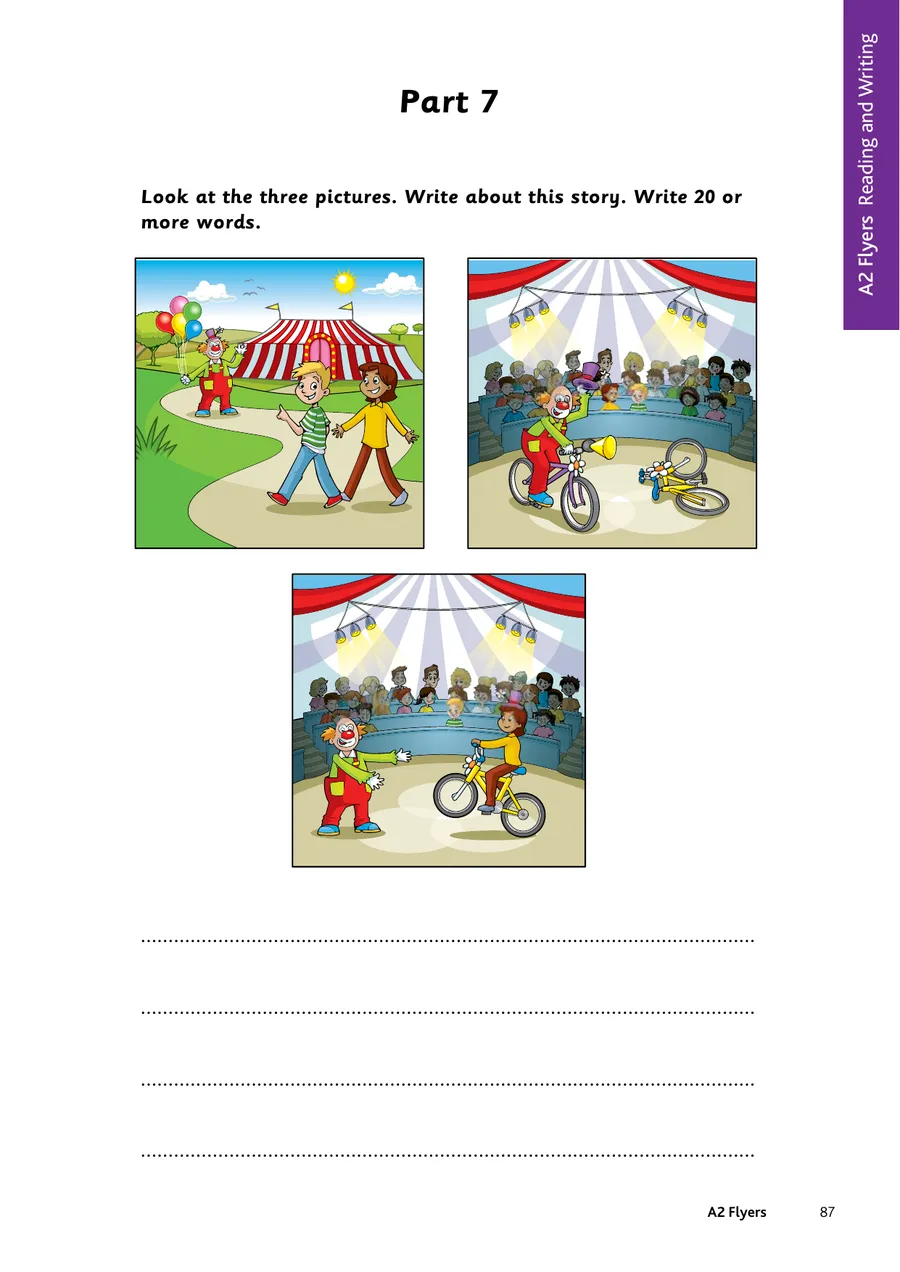 A2 Flyers Reading and Writing
Part 7
Look at the three pictures. Write about this story. Write 20 or
more words.
A2 Flyers 87